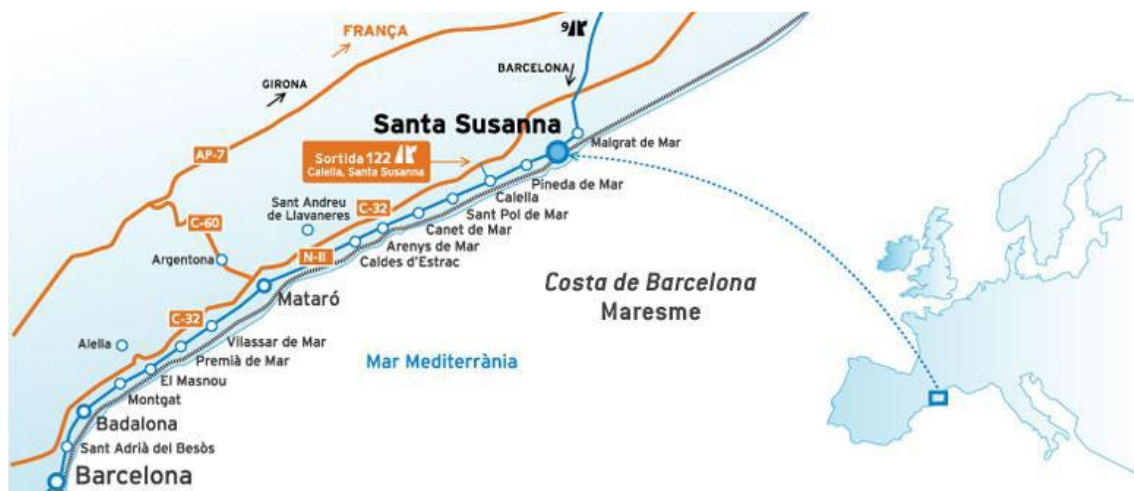 FRANÇA
9
GIRONA
BARCELONA
Santa Susanna
Malgrat de Mar
Sortida 122
Calella, Santa Susanna
AP-7
Pineda de Mar
Calella
Sant Andreu
de Llavaneres
C-32
Sant Pol de Mar
C-60
Canet de Mar
Arenys de Mar
N-II
Caldes d'Estrac
Argentona
Costa de Barcelona
Maresme
Mataró
C-32
Vilassar de Mar
Alella
Premià de Mar
Mar Mediterrània
El Masnou
Montgat
Badalona
Sant Adrià del Besòs
Barcelona